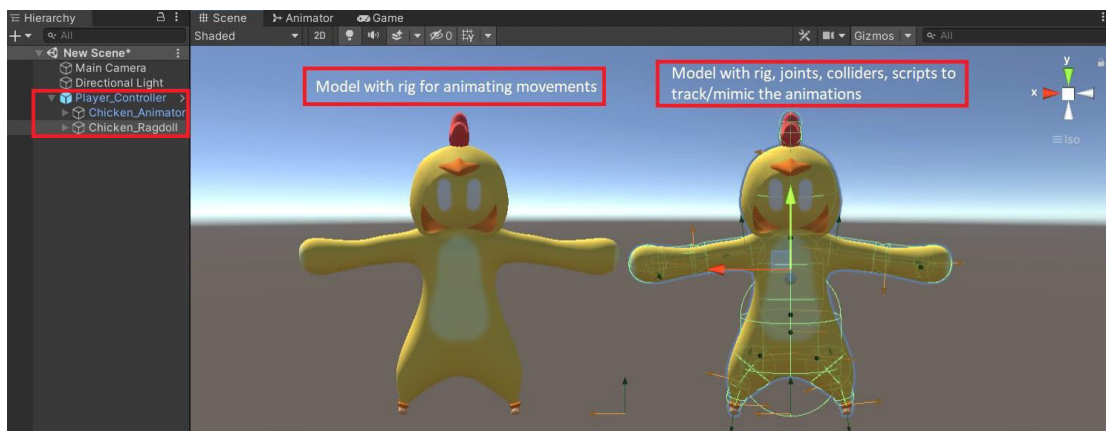 Hierarchy
# Scene
Animator
Game
All
Shaded
2D
0
Gizmos
All
New Scene*
Main Camera
Directional Light
Player_Controller
Chicken_Animator
Chicken_Ragdoll
Model with rig for animating movements
Model with rig, joints, colliders, scripts to
track/mimic the animations
y
x
Iso